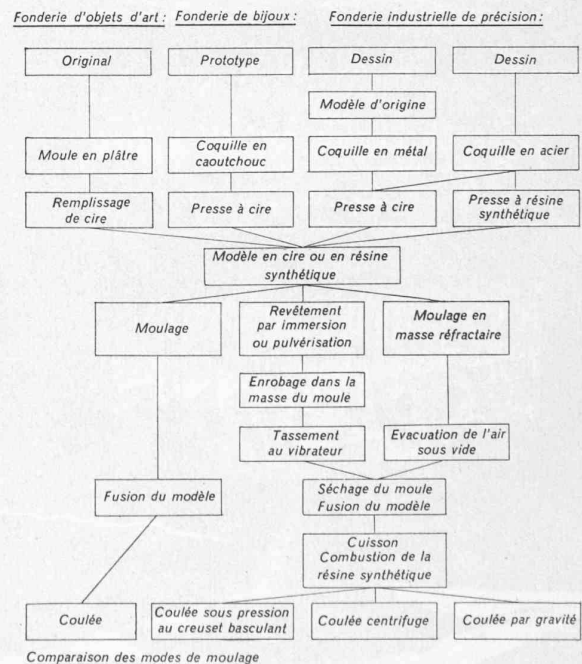 Fonderie d'objets d'art : Fonderie de bijoux : Fonderie industrielle de précision :
Original Prototype Dessin Dessin
Modèle d'origine
Moule en plâtre
Coquille en
caoutchouc
Coquille en métal
Coquille en acier
Remplissage
de cire
Presse à cire
Presse à cire
Presse à résine
synthétique
Modèle en cire ou en résine
synthétique
Moulage
Revêtement
par immersion
ou pulvérisation
Moulage en
masse réfractaire
Enrobage dans la
masse du moule
Tassement
au vibrateur
Evacuation de l'air
sous vide
Fusion du modèle
Séchage du moule
Fusion du modèle
Cuisson
Combustion de la
résine synthétique
Coulée
Coulée sous pression
au creuset basculant
Coulée centrifuge
Coulée par gravité
Comparaison des modes de moulage